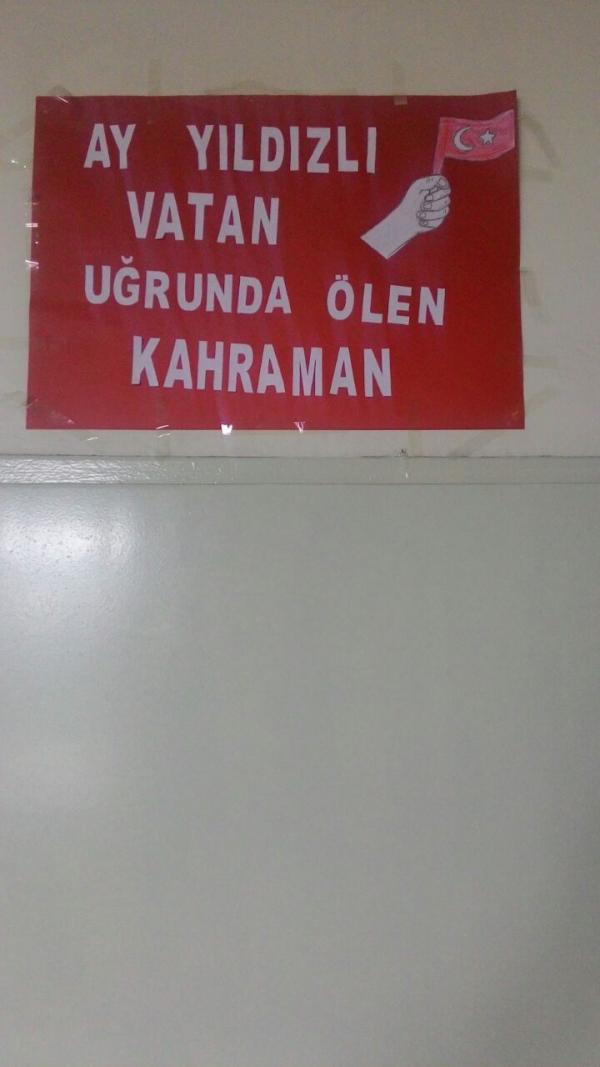 AY YILDIZLI
VATAN
UĞRUNDA ÖLEN
KAHRAMAN